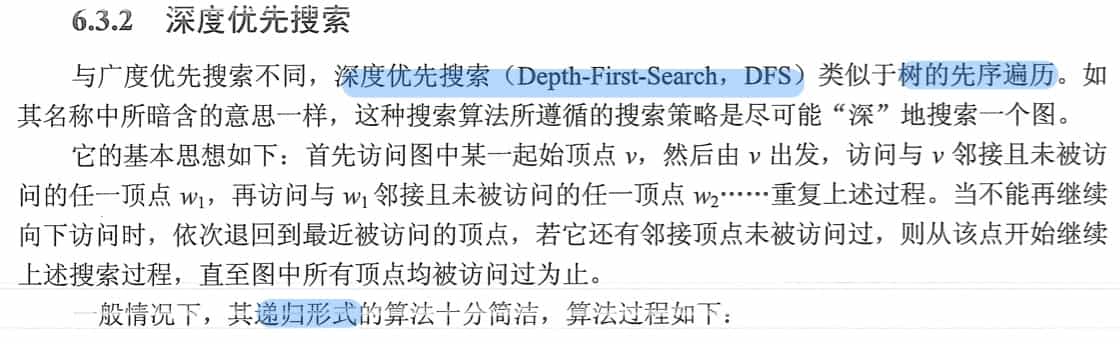 6.3.2 深度优先搜索
与广度优先搜索不同，深度优先搜索（Depth-First-Search，DFS）类似于树的先序遍历。如
其名称中所暗含的意思一样，这种搜索算法所遵循的搜索策略是尽可能“深”地搜索一个图。
它的基本思想如下：首先访问图中某一起始顶点 v，然后由 v 出发，访问与 v 邻接且未被访
问的任一顶点 w₁，再访问与 w₁ 邻接且未被访问的任一顶点 w₂……重复上述过程。当不能再继续
向下访问时，依次退回到最近被访问的顶点，若它还有邻接顶点未被访问过，则从该点开始继续
上述搜索过程，直至图中所有顶点均被访问过为止。
一般情况下，其递归形式的算法十分简洁，算法过程如下：